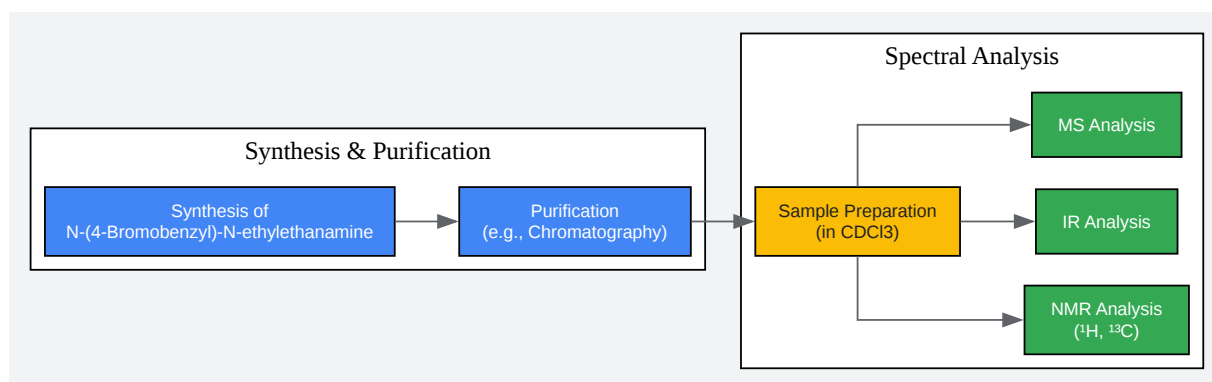 Synthesis & Purification
Synthesis of
N-(4-Bromobenzyl)-N-ethylethanamine
Purification
(e.g., Chromatography)
Spectral Analysis
Sample Preparation
(in CDCl3)
MS Analysis
IR Analysis
NMR Analysis
(¹H, ¹³C)